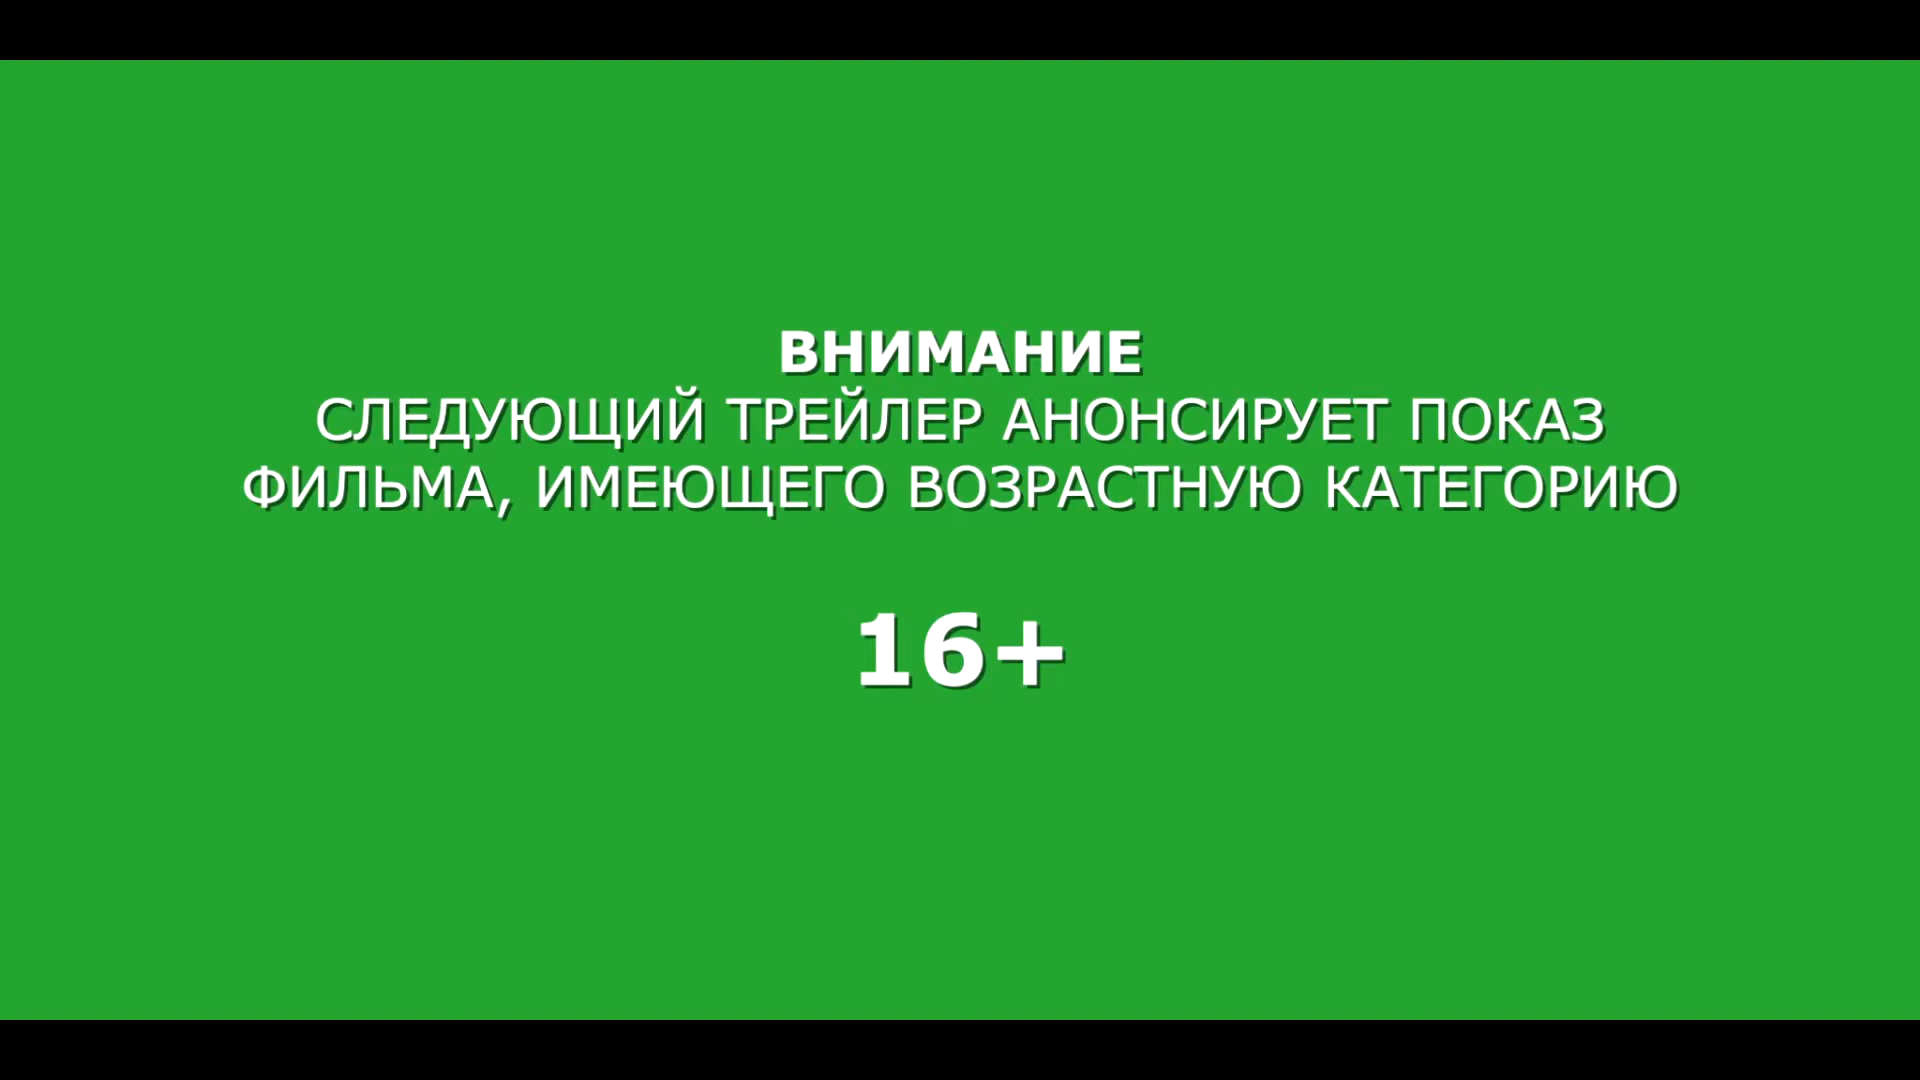 ВНИМАНИЕ
СЛЕДУЮЩИЙ ТРЕЙЛЕР АНОНСИРУЕТ ПОКАЗ
ФИЛЬМА, ИМЕЮЩЕГО ВОЗРАСТНУЮ КАТЕГОРИЮ
16+